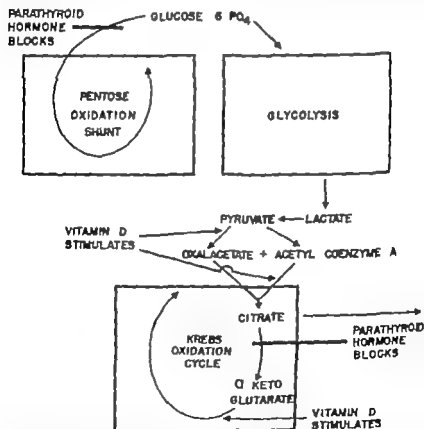 PARATHYROID
HORMONE
BLOCKS
GLUCOSE 6 PO4
PENTOSE
OXIDATION
SHUNT
GLYCOLYSIS
PYRUVATE
LACTATE
VITAMIN D
STIMULATES
OXALACETATE + ACETYL COENZYME A
CITRATE
KREBS
OXIDATION
CYCLE
PARATHYROID
HORMONE
BLOCKS
α KETO
GLUTARATE
VITAMIN D
STIMULATES